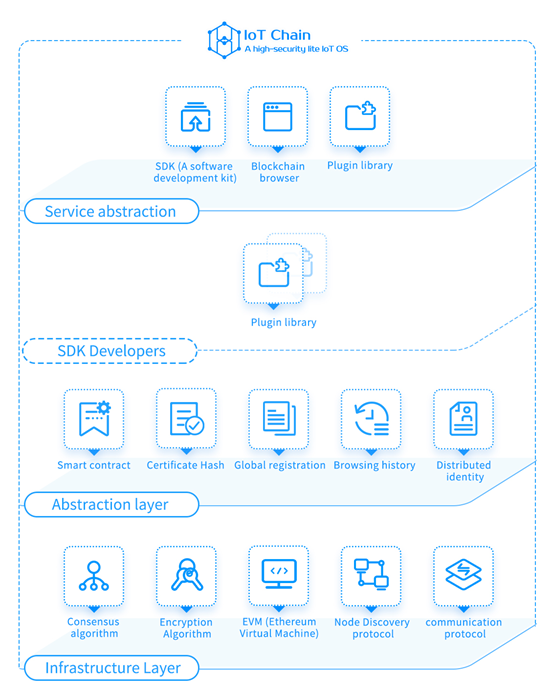 IoT Chain
A high-security lite IoT OS
SDK (A software
development kit)
Blockchain
browser
Plugin library
Service abstraction
Plugin library
SDK Developers
Smart contract
Certificate Hash
Global registration
Browsing history
Distributed
identity
Abstraction layer
Consensus
algorithm
Encryption
Algorithm
EVM (Ethereum
Virtual Machine)
Node Discovery
protocol
communication
protocol
Infrastructure Layer